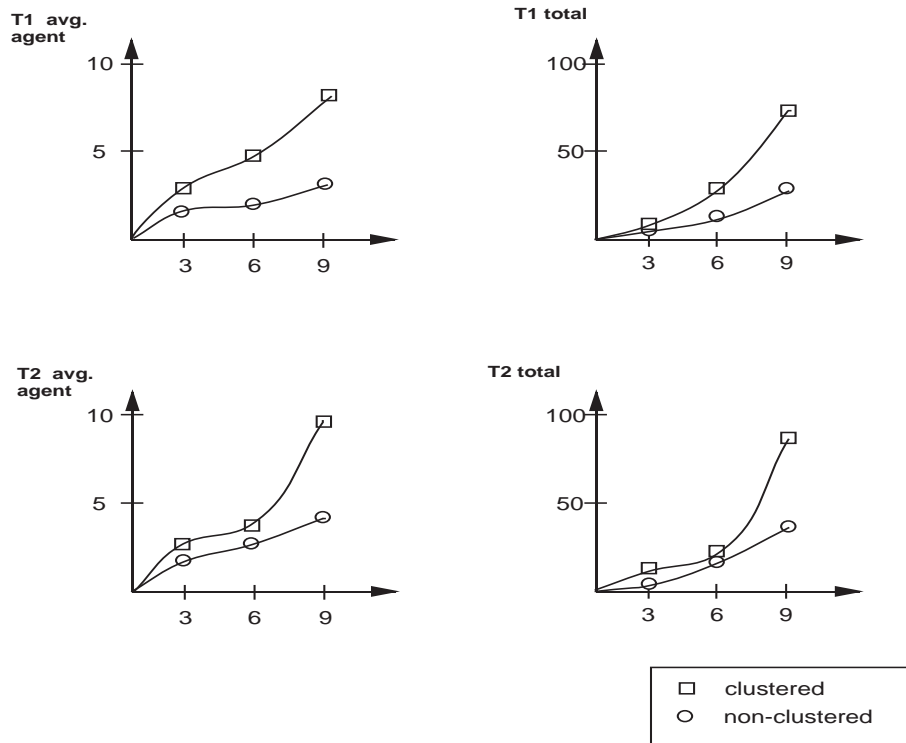 T1 avg.
agent
10
5
3 6 9
T1 total
100
50
3 6 9
T2 avg.
agent
10
5
3 6 9
T2 total
100
50
3 6 9
clustered
non-clustered